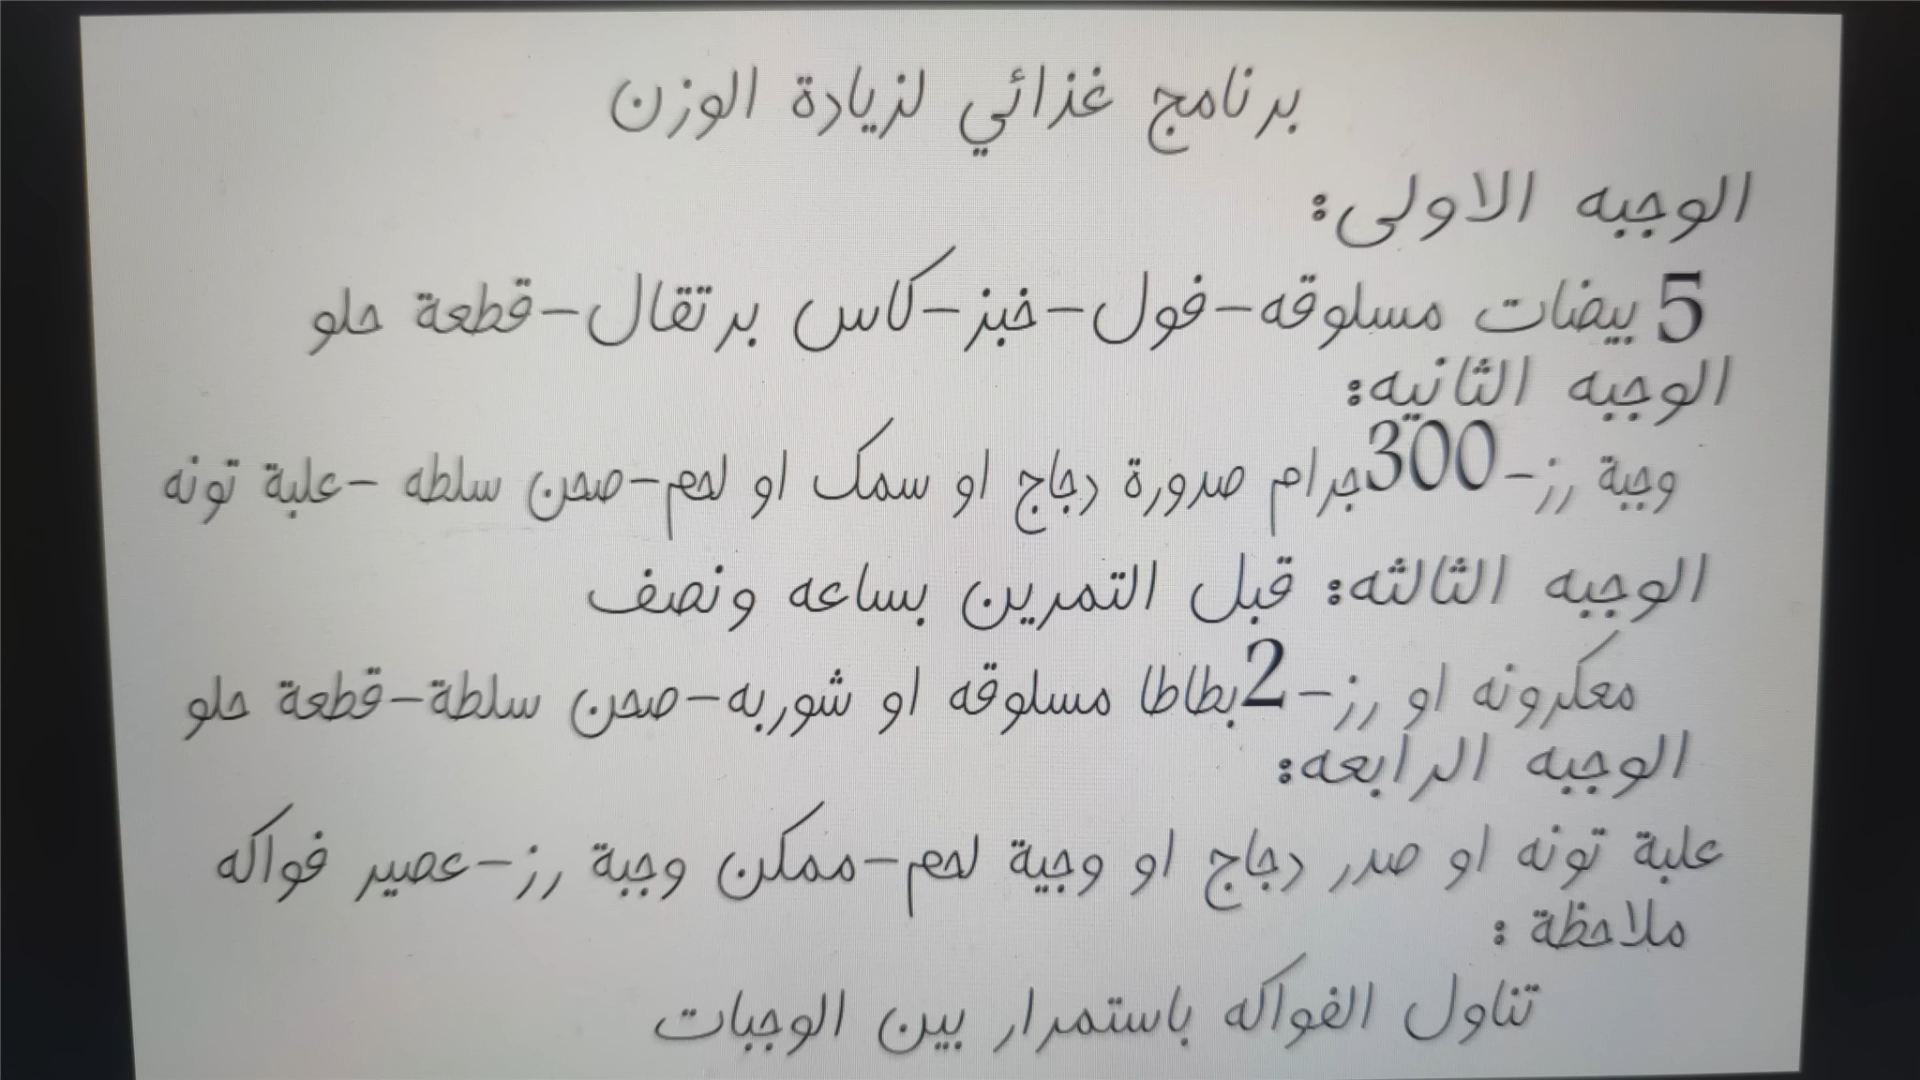 برنامج غذائي لزيادة الوزن
الوجبه الاولى:
5 بيضات مسلوقه-فول-خبز-كاس برتقال-قطعة حلو
الوجبه الثانيه:
وجبة رز-300جرام صدورة دجاج او سمك او لحم-صحن سلطه -علبة تونه
الوجبه الثالثه: قبل التمرين بساعه ونصف
معكرونه او رز-2بطاطا مسلوقه او شوربه-صحن سلطة-قطعة حلو
الوجبه الرابعه:
علبة تونه او صدر دجاج او وجية لحم-ممكن وجبة رز-عصير فواكه
ملاحظة :
تناول الفواكه باستمرار بين الوجبات